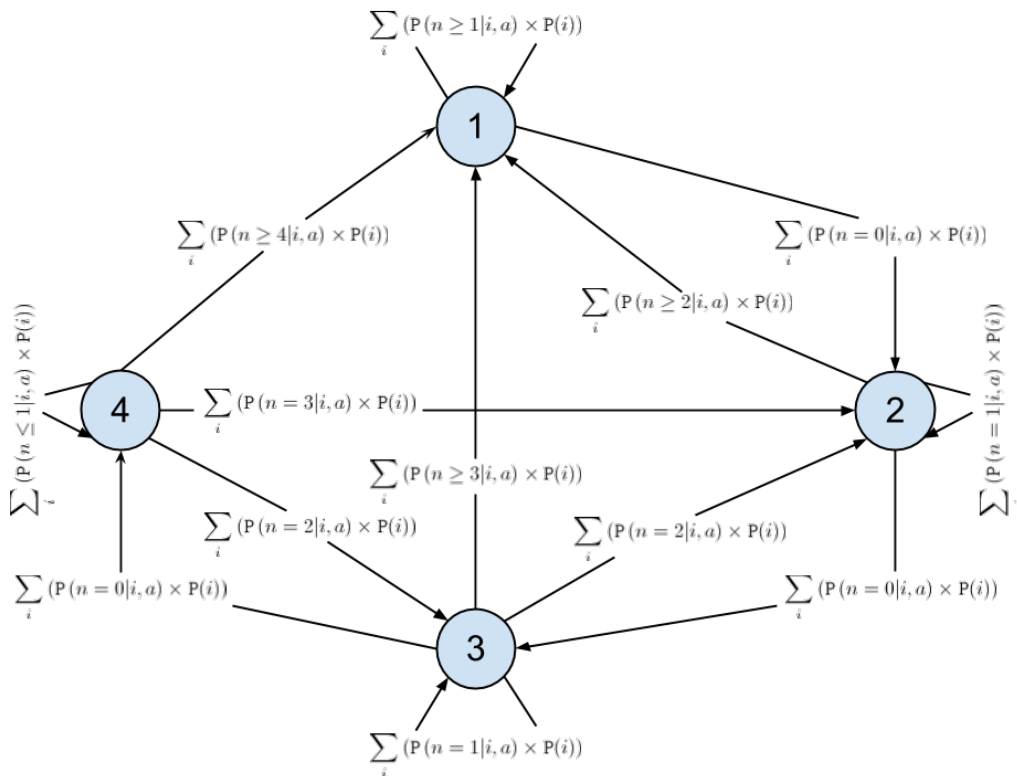 ∑_i (P(n ≥ 1|i, a) × P(i))
1
∑_i (P(n ≥ 4|i, a) × P(i))
∑_i (P(n = 0|i, a) × P(i))
∑_i (P(n ≥ 2|i, a) × P(i))
∑_i (P(n ≤ 1|i, a) × P(i))
4
∑_i (P(n = 3|i, a) × P(i))
2
∑ (P(n = 1|i, a) × P(i))
∑_i (P(n ≥ 3|i, a) × P(i))
∑_i (P(n = 2|i, a) × P(i))
∑_i (P(n = 2|i, a) × P(i))
∑_i (P(n = 0|i, a) × P(i))
∑_i (P(n = 0|i, a) × P(i))
3
∑_i (P(n = 1|i, a) × P(i))